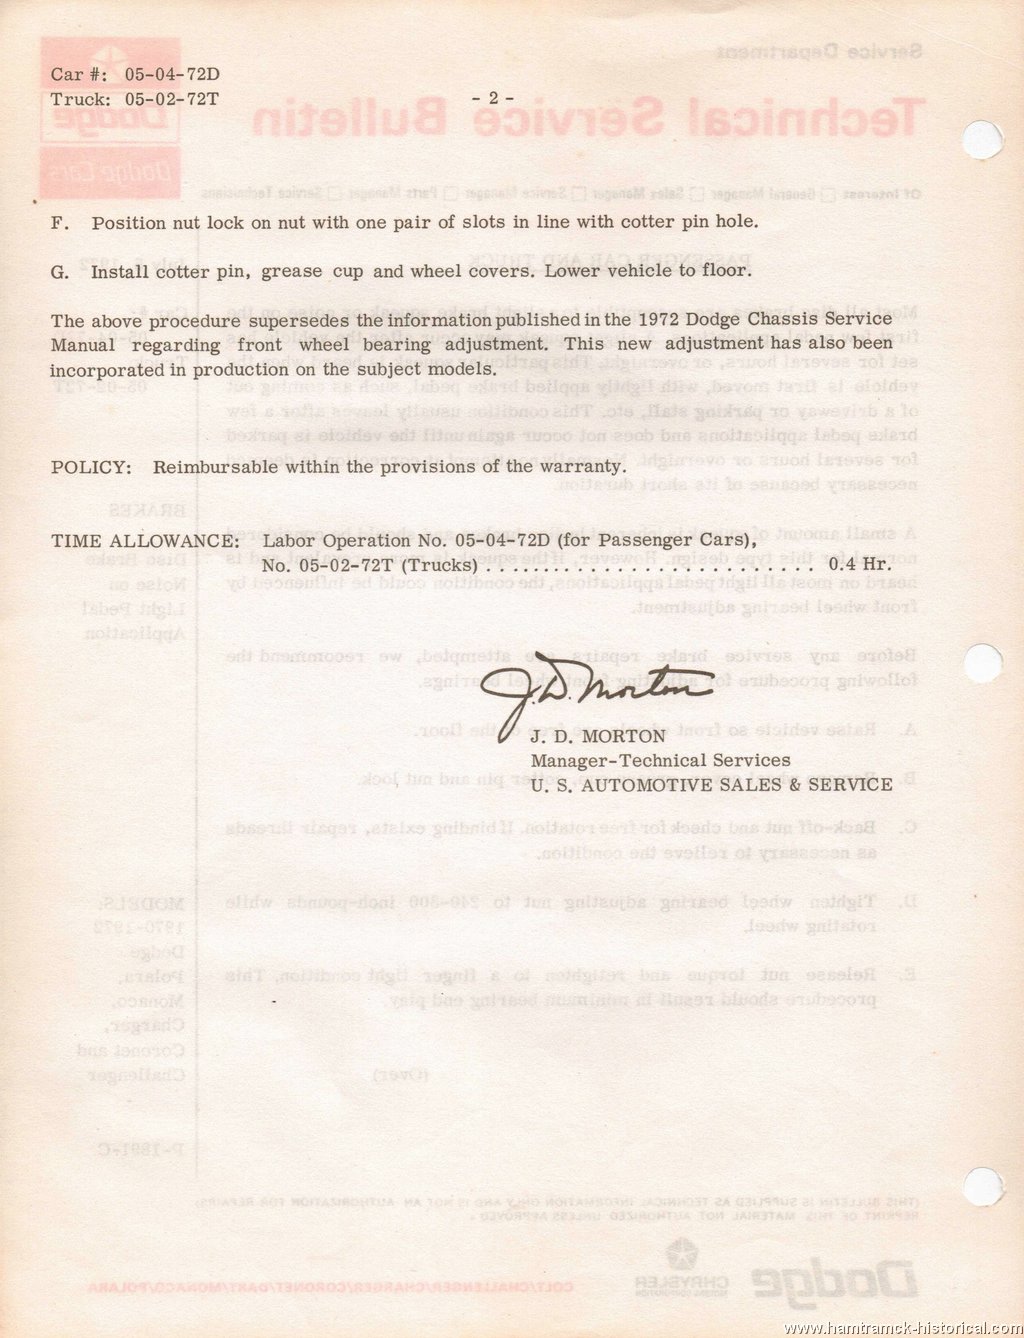 Car #: 05-04-72D
Truck: 05-02-72T
- 2 -
F. Position nut lock on nut with one pair of slots in line with cotter pin hole.
G. Install cotter pin, grease cup and wheel covers. Lower vehicle to floor.
The above procedure supersedes the information published in the 1972 Dodge Chassis Service
Manual regarding front wheel bearing adjustment. This new adjustment has also been
incorporated in production on the subject models.
POLICY: Reimbursable within the provisions of the warranty.
TIME ALLOWANCE: Labor Operation No. 05-04-72D (for Passenger Cars),
No. 05-02-72T (Trucks) . . . . . . . . . . . . . . . . . . . . . . . . . . . . 0.4 Hr.
J. D. Morton
J. D. MORTON
Manager-Technical Services
U. S. AUTOMOTIVE SALES & SERVICE
www.hamtramck-historical.com